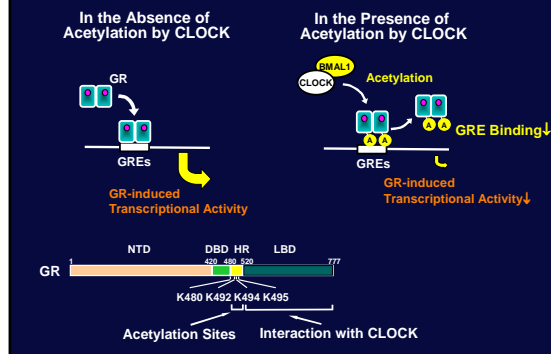 In the Absence of
Acetylation by CLOCK
GR
GREs
GR-induced
Transcriptional Activity
In the Presence of
Acetylation by CLOCK
BMAL1
CLOCK
Acetylation
A A
A A
GRE Binding↓
GREs
GR-induced
Transcriptional Activity↓
NTD DBD HR LBD
1 420 480 520 777
GR
K480 K492 K494 K495
Acetylation Sites Interaction with CLOCK